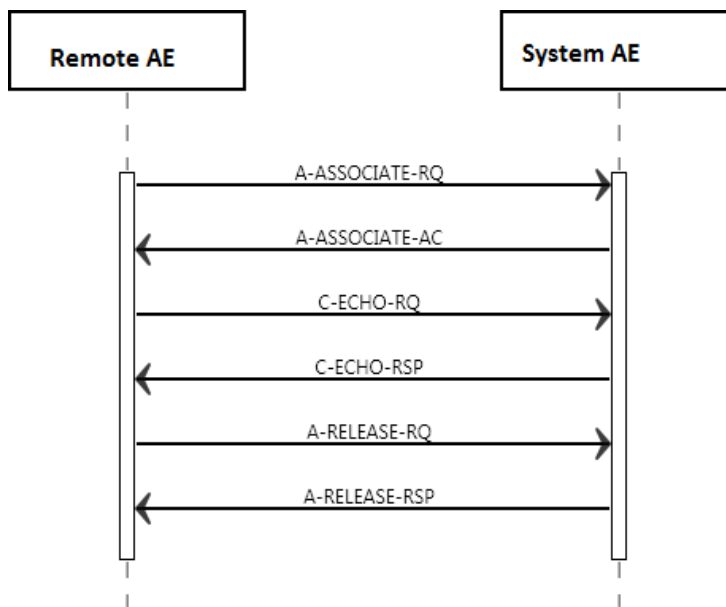 Remote AE
System AE
A-ASSOCIATE-RQ
A-ASSOCIATE-AC
C-ECHO-RQ
C-ECHO-RSP
A-RELEASE-RQ
A-RELEASE-RSP